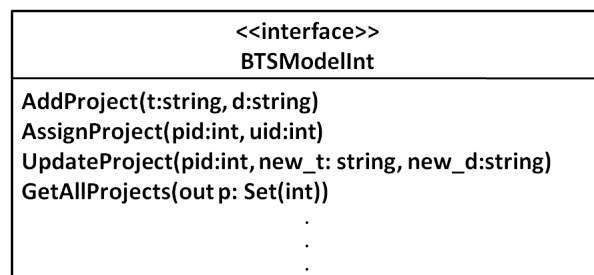 <<interface>>
BTSModelInt
AddProject(t:string, d:string)
AssignProject(pid:int, uid:int)
UpdateProject(pid:int, new_t: string, new_d:string)
GetAllProjects(out p: Set(int))
.
.
.